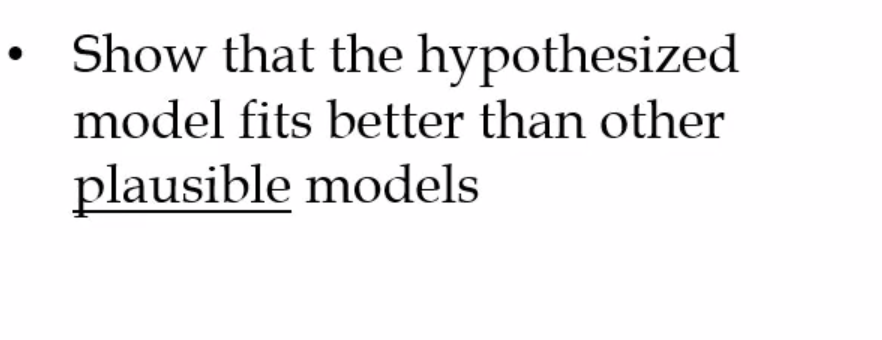 • Show that the hypothesized
model fits better than other
plausible models